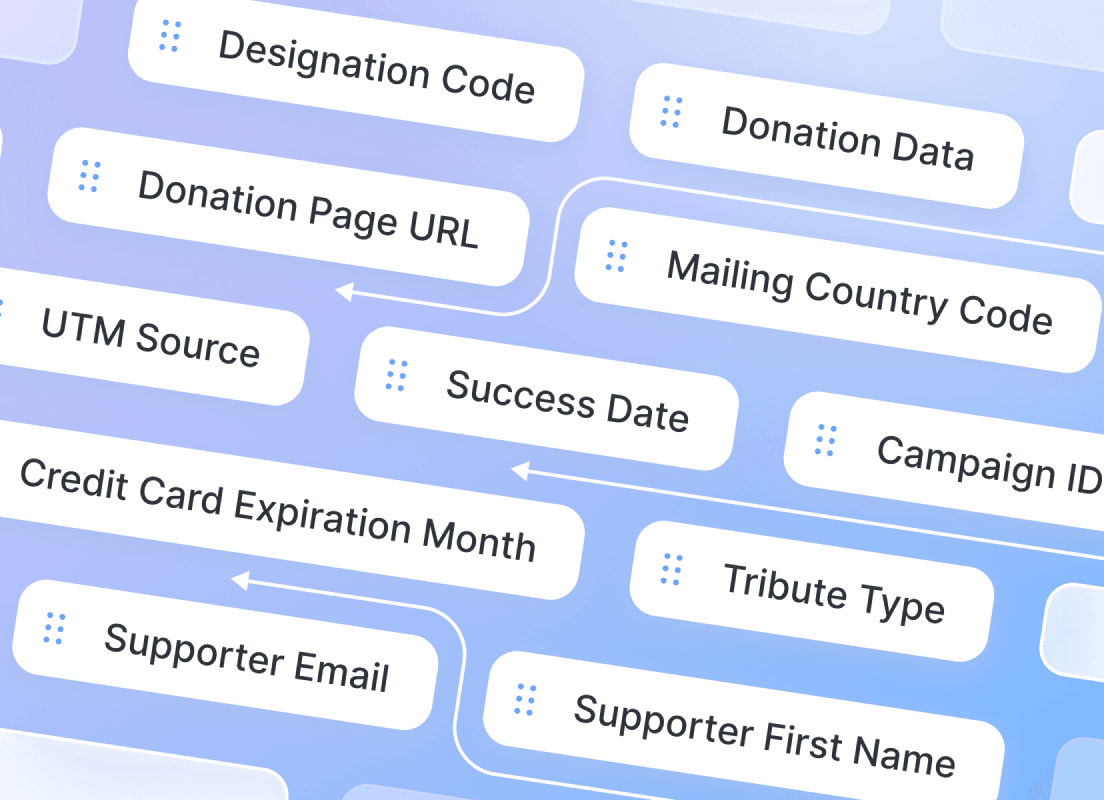 Designation Code
Donation Data
Donation Page URL
Mailing Country Code
UTM Source
Success Date
Campaign ID
Credit Card Expiration Month
Tribute Type
Supporter Email
Supporter First Name